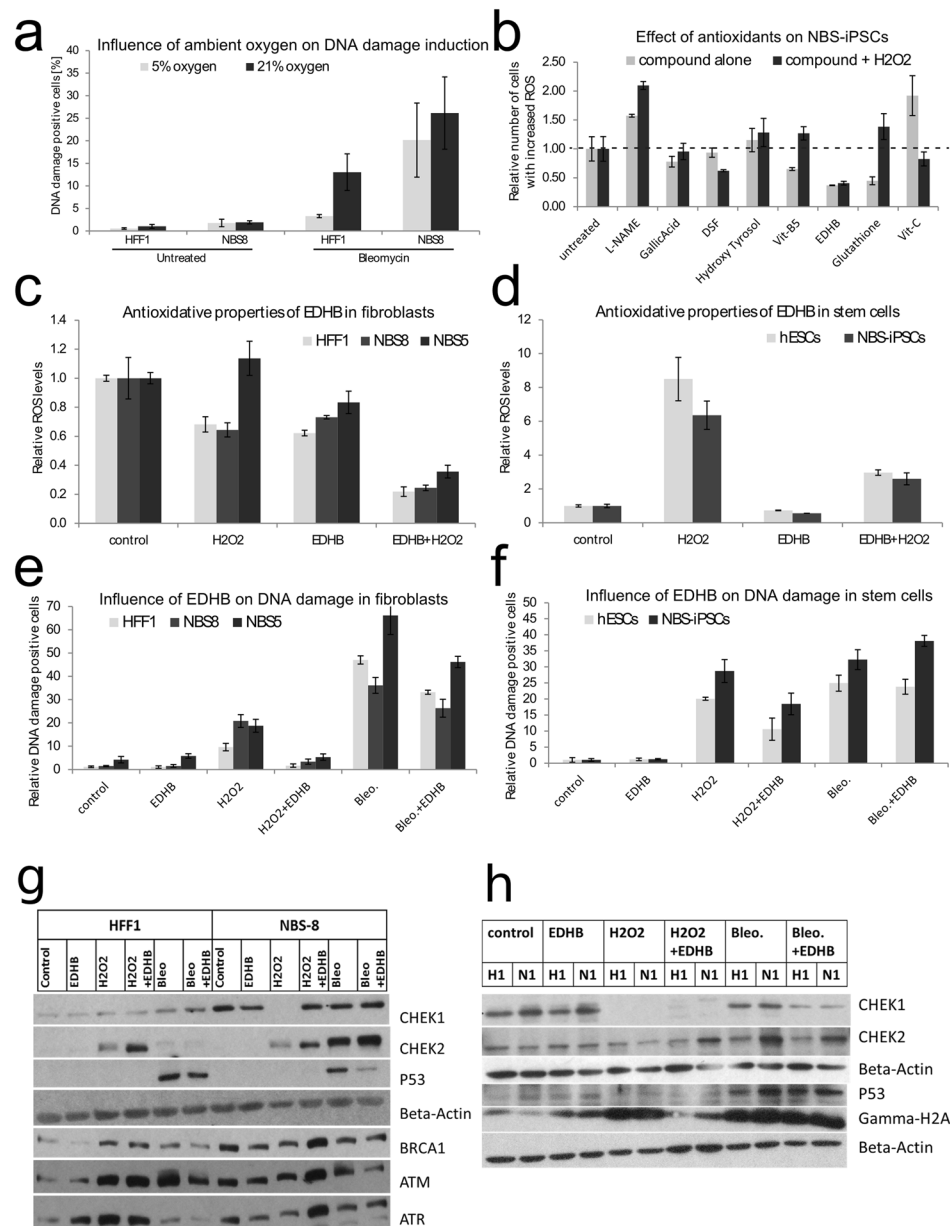 a
Influence of ambient oxygen on DNA damage induction
5% oxygen 21% oxygen
DNA damage positive cells [%]
40
35
30
25
20
15
10
5
0
HFF1 NBS8 HFF1 NBS8
Untreated Bleomycin
b
Effect of antioxidants on NBS-iPSCs
compound alone compound + H2O2
Relative number of cells
with increased ROS
2.50
2.00
1.50
1.00
0.50
0.00
untreated
L-NAME
GallicAcid
DSF
Hydroxy Tyrosol
Vit-B5
EDHB
Glutathione
Vit-C
c
Antioxidative properties of EDHB in fibroblasts
HFF1 NBS8 NBS5
Relative ROS levels
1.4
1.2
1.0
0.8
0.6
0.4
0.2
0.0
control H2O2 EDHB EDHB+H2O2
d
Antioxidative properties of EDHB in stem cells
hESCs NBS-iPSCs
Relative ROS levels
12
10
8
6
4
2
0
control H2O2 EDHB EDHB+H2O2
e
Influence of EDHB on DNA damage in fibroblasts
HFF1 NBS8 NBS5
Relative DNA damage positive cells
70
60
50
40
30
20
10
0
control
EDHB
H2O2
H2O2+EDHB
Bleo.
Bleo.+EDHB
f
Influence of EDHB on DNA damage in stem cells
hESCs NBS-iPSCs
Relative DNA damage positive cells
50
45
40
35
30
25
20
15
10
5
0
control
EDHB
H2O2
H2O2+EDHB
Bleo.
Bleo.+EDHB
g
HFF1 NBS-8
Control
EDHB
H2O2
H2O2
+EDHB
Bleo
Bleo
+ EDHB
Control
EDHB
H2O2
H2O2
+ EDHB
Bleo
Bleo
+ EDHB
CHEK1
CHEK2
P53
Beta-Actin
BRCA1
ATM
ATR
h
control EDHB H2O2 H2O2 Bleo. Bleo.
+EDHB +EDHB
H1 N1 H1 N1 H1 N1 H1 N1 H1 N1 H1 N1
CHEK1
CHEK2
Beta-Actin
P53
Gamma-H2A
Beta-Actin